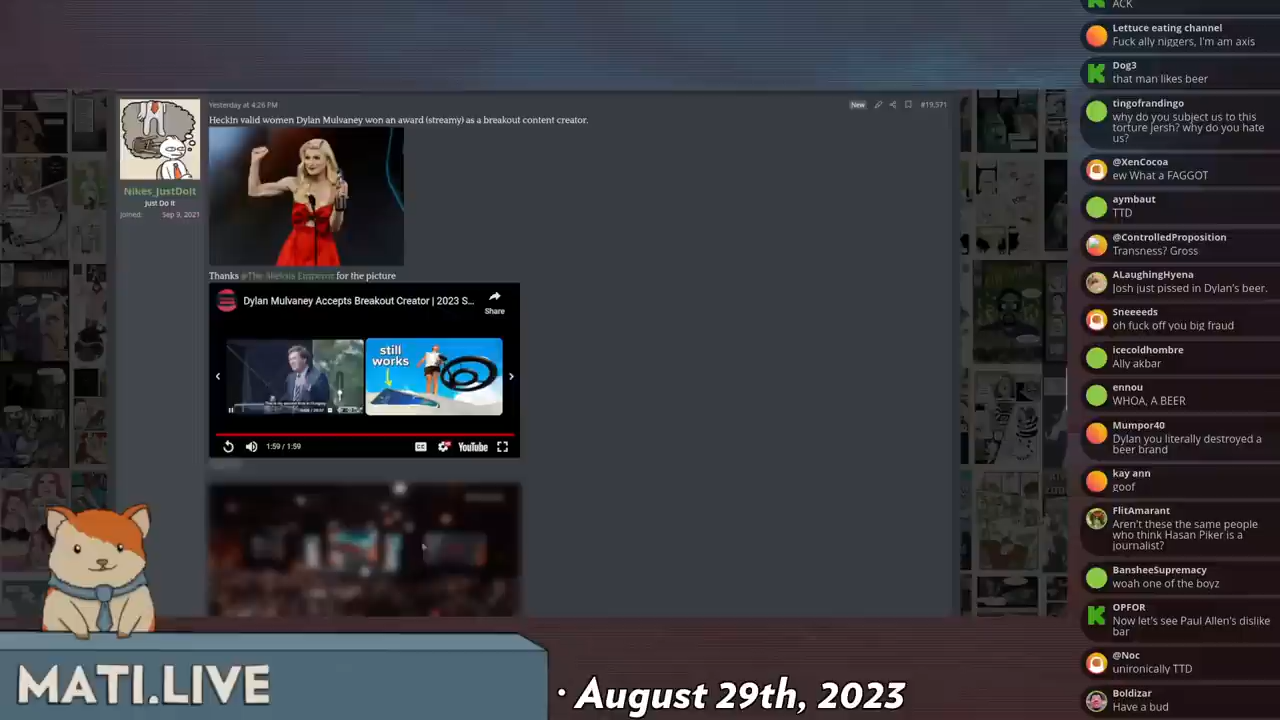 Yesterday at 4:26 PM
New
#19,571
Heckin valid women Dylan Mulvaney won an award (streamy) as a breakout content creator.
Nikes_JustDoIt
Just Do It
Joined: Sep 9, 2021
Thanks @The Skeksis Emperor for the picture
Dylan Mulvaney Accepts Breakout Creator | 2023 S...
Share
still
works
1:59 / 1:59
CC
YouTube
MATI.LIVE
· August 29th, 2023
ACK
Lettuce eating channel
Fuck ally niggers, I'm am axis
Dog3
that man likes beer
tingofrandingo
why do you subject us to this
torture jersh? why do you hate
us?
@XenCocoa
ew What a FAGGOT
aymbaut
TTD
@ControlledProposition
Transness? Gross
ALaughingHyena
Josh just pissed in Dylan's beer.
Sneeeeds
oh fuck off you big fraud
icecoldhombre
Ally akbar
ennou
WHOA, A BEER
Mumpor40
Dylan you literally destroyed a
beer brand
kay ann
goof
FlitAmarant
Aren't these the same people
who think Hasan Piker is a
journalist?
BansheeSupremacy
woah one of the boyz
OPFOR
Now let's see Paul Allen's dislike
bar
@Noc
unironically TTD
Boldizar
Have a bud